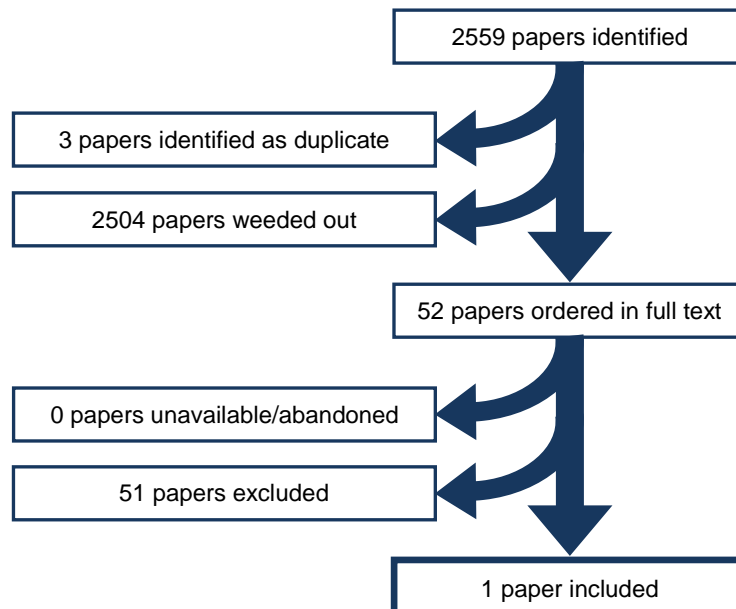 2559 papers identified
3 papers identified as duplicate
2504 papers weeded out
52 papers ordered in full text
0 papers unavailable/abandoned
51 papers excluded
1 paper included